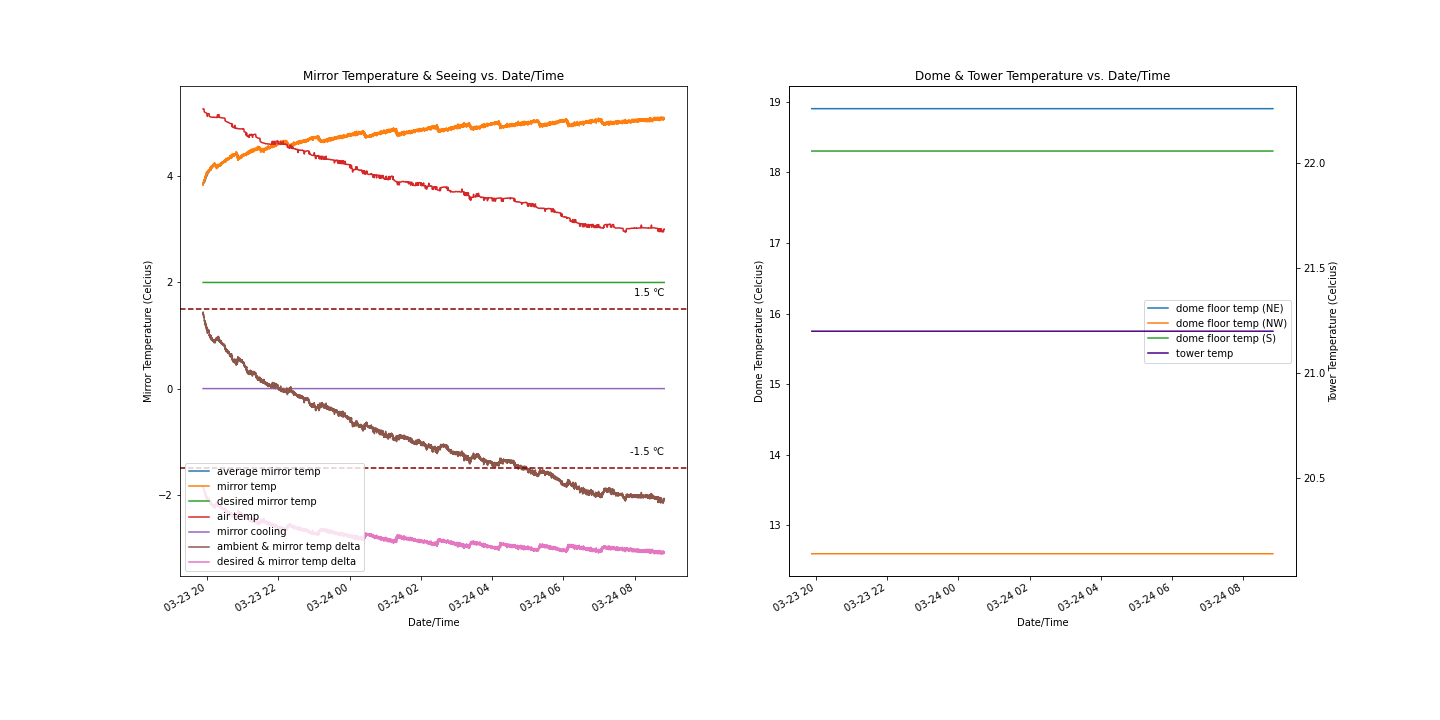 Mirror Temperature & Seeing vs. Date/Time
Mirror Temperature (Celcius)
4
2
0
−2
1.5 °C
-1.5 °C
average mirror temp
mirror temp
desired mirror temp
air temp
mirror cooling
ambient & mirror temp delta
desired & mirror temp delta
03-23 20
03-23 22
03-24 00
03-24 02
03-24 04
03-24 06
03-24 08
Date/Time
Dome & Tower Temperature vs. Date/Time
Dome Temperature (Celcius)
19
18
17
16
15
14
13
dome floor temp (NE)
dome floor temp (NW)
dome floor temp (S)
tower temp
22.0
21.5
21.0
20.5
Tower Temperature (Celcius)
03-23 20
03-23 22
03-24 00
03-24 02
03-24 04
03-24 06
03-24 08
Date/Time